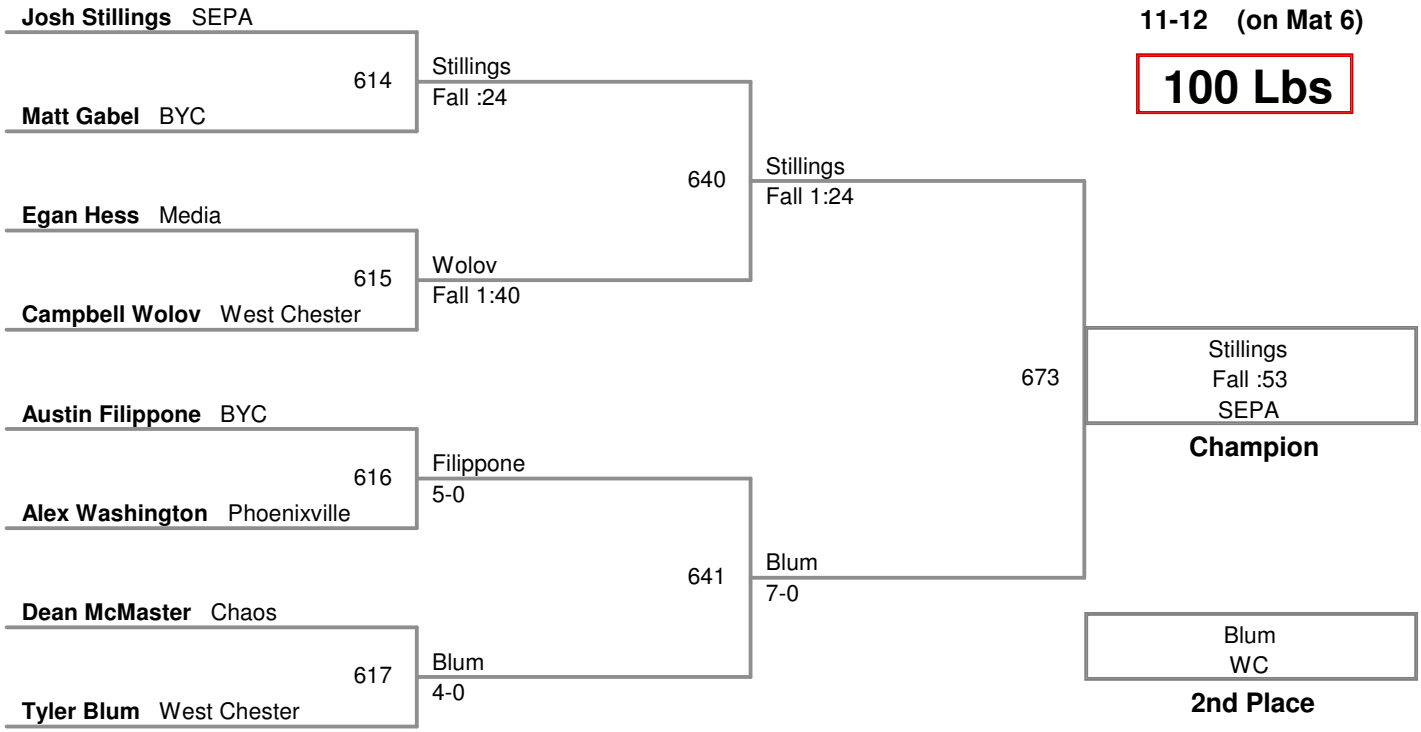 Josh Stillings SEPA
11-12 (on Mat 6)
100 Lbs
614
Stillings
Fall :24
Matt Gabel BYC
640
Stillings
Fall 1:24
Egan Hess Media
615
Wolov
Fall 1:40
Campbell Wolov West Chester
673
Stillings
Fall :53
SEPA
Champion
Austin Filippone BYC
616
Filippone
5-0
Alex Washington Phoenixville
641
Blum
7-0
Dean McMaster Chaos
617
Blum
4-0
Tyler Blum West Chester
Blum
WC
2nd Place